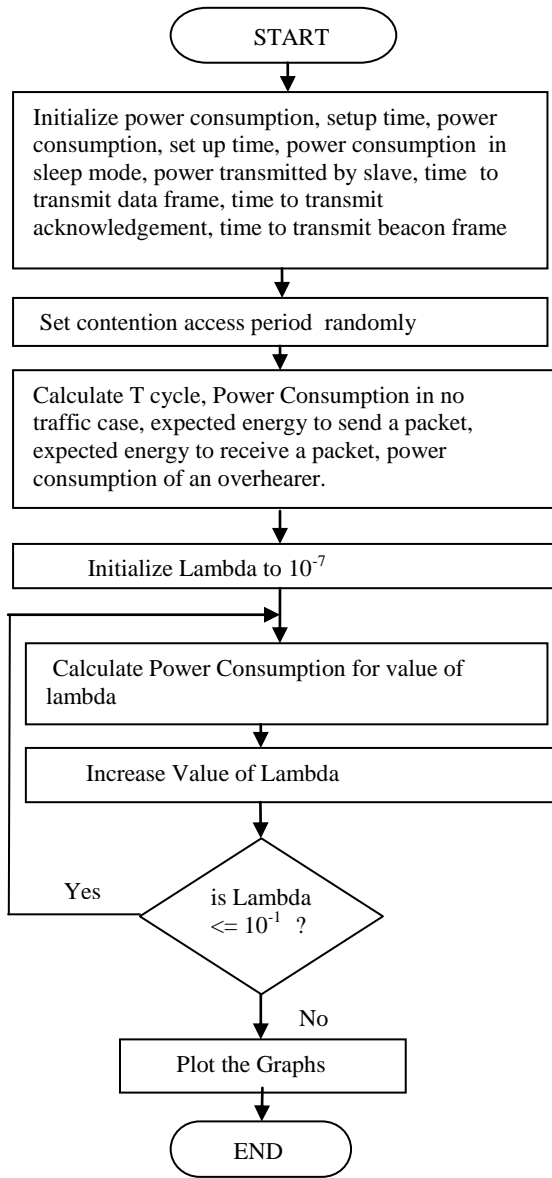 START
Initialize power consumption, setup time, power
consumption, set up time, power consumption in
sleep mode, power transmitted by slave, time to
transmit data frame, time to transmit
acknowledgement, time to transmit beacon frame
Set contention access period randomly
Calculate T cycle, Power Consumption in no
traffic case, expected energy to send a packet,
expected energy to receive a packet, power
consumption of an overhearer.
Initialize Lambda to 10⁻⁷
Calculate Power Consumption for value of
lambda
Increase Value of Lambda
Yes
is Lambda
<= 10⁻¹ ?
No
Plot the Graphs
END